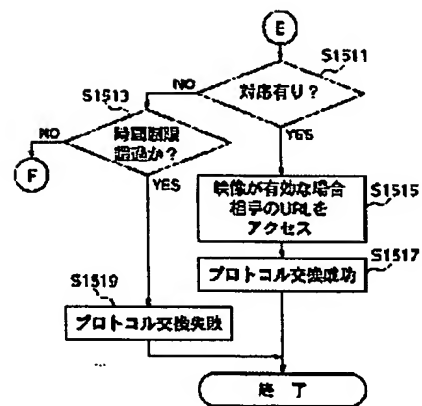 E
S1511
S1513
NO
対応有り?
NO
時間制限
超過か?
YES
F
YES
映像が有効な場合
相手のURLを
アクセス
S1515
S1517
プロトコル交換成功
S1519
プロトコル交換失敗
終 了